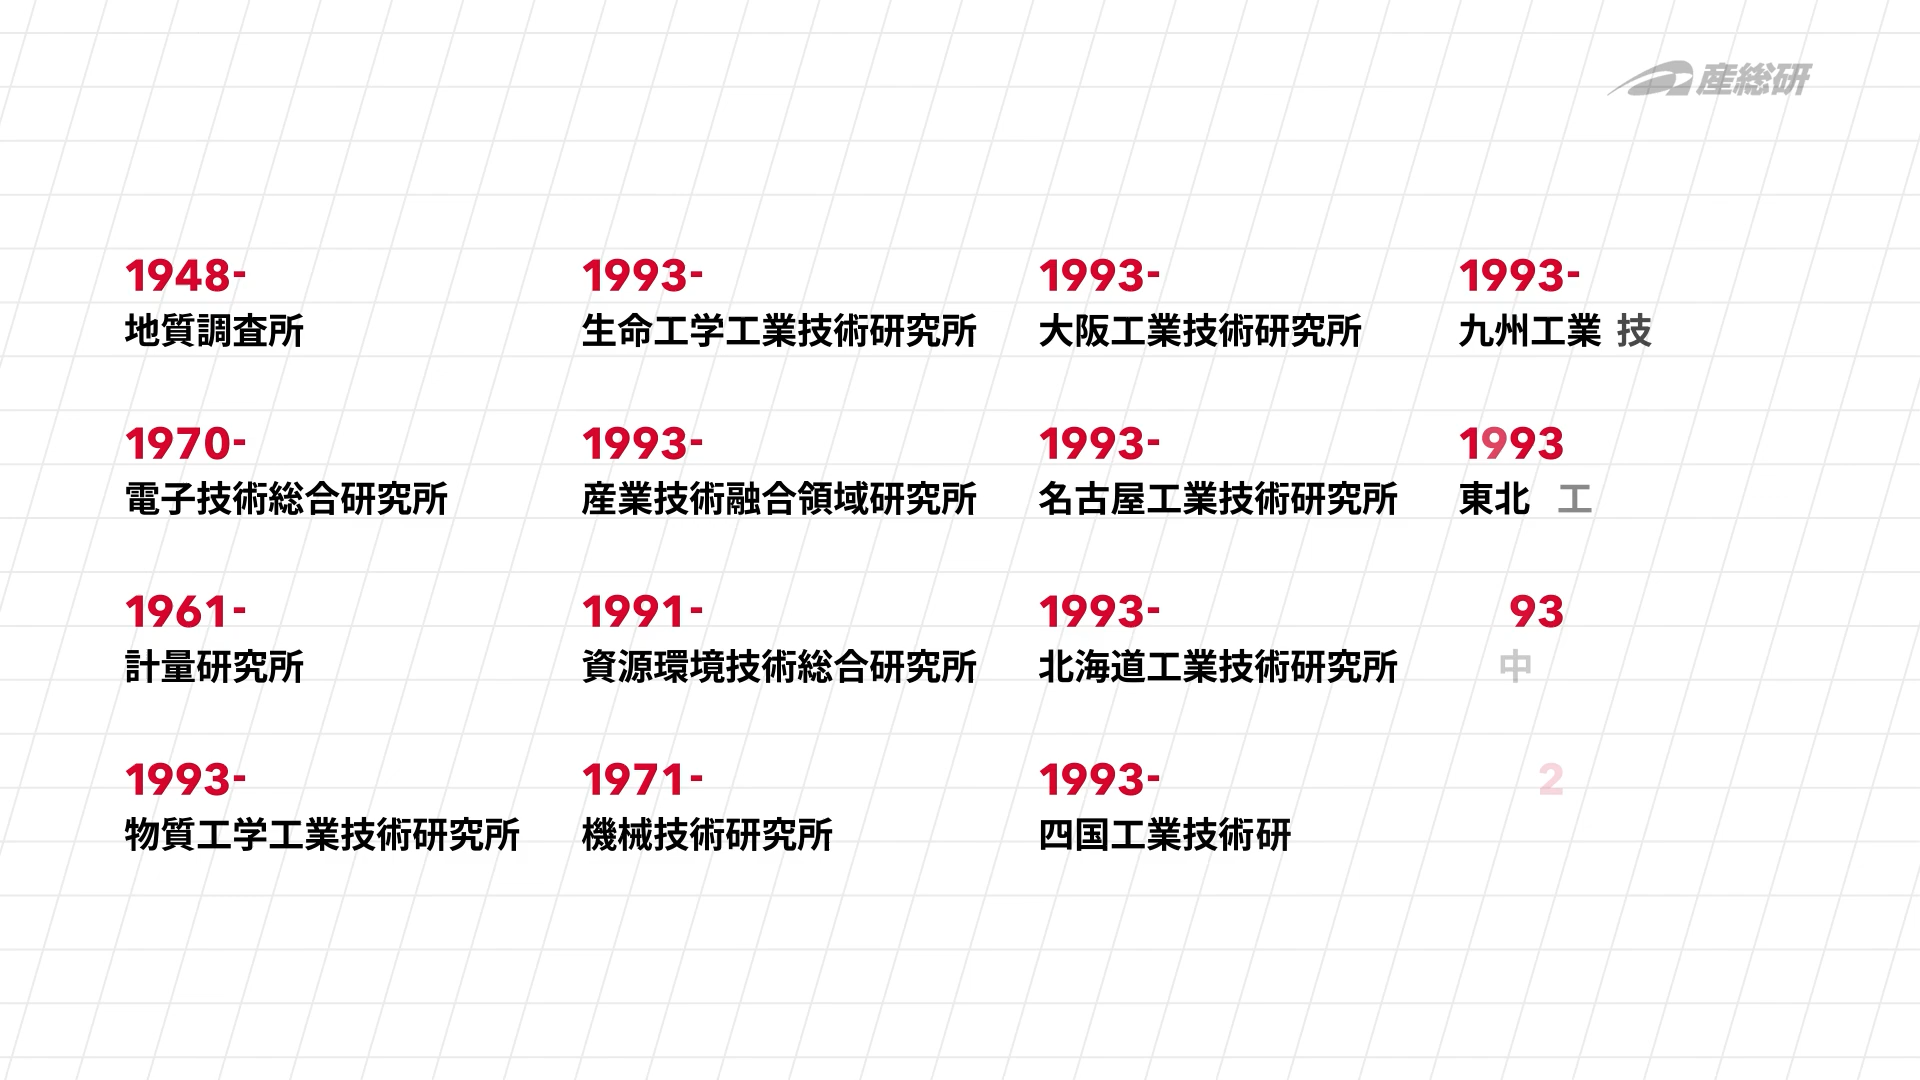 産総研
1948-
地質調査所
1970-
電子技術総合研究所
1961-
計量研究所
1993-
物質工学工業技術研究所
1993-
生命工学工業技術研究所
1993-
産業技術融合領域研究所
1991-
資源環境技術総合研究所
1971-
機械技術研究所
1993-
大阪工業技術研究所
1993-
名古屋工業技術研究所
1993-
北海道工業技術研究所
1993-
四国工業技術研
1993-
九州工業 技
1993
東北 工
93
中
2